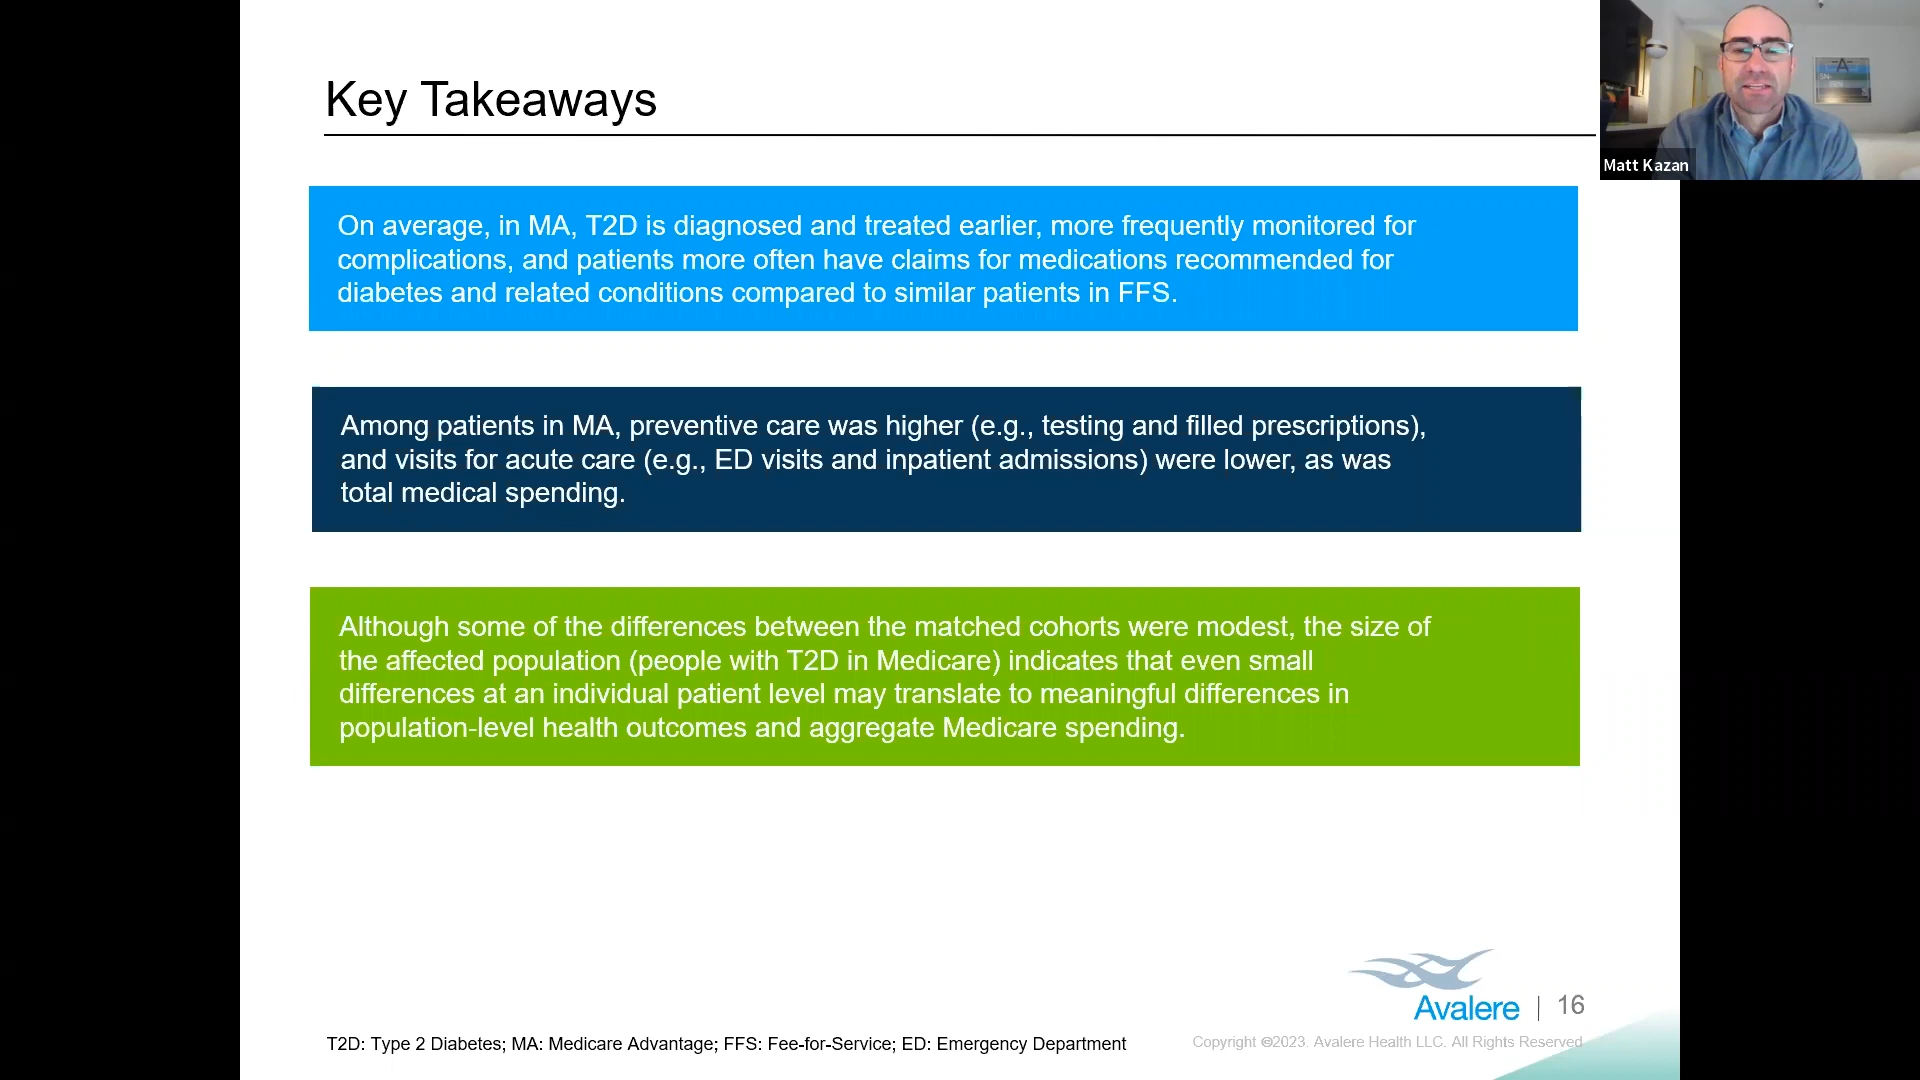 Key Takeaways
Matt Kazan
On average, in MA, T2D is diagnosed and treated earlier, more frequently monitored for
complications, and patients more often have claims for medications recommended for
diabetes and related conditions compared to similar patients in FFS.
Among patients in MA, preventive care was higher (e.g., testing and filled prescriptions),
and visits for acute care (e.g., ED visits and inpatient admissions) were lower, as was
total medical spending.
Although some of the differences between the matched cohorts were modest, the size of
the affected population (people with T2D in Medicare) indicates that even small
differences at an individual patient level may translate to meaningful differences in
population-level health outcomes and aggregate Medicare spending.
Avalere | 16
T2D: Type 2 Diabetes; MA: Medicare Advantage; FFS: Fee-for-Service; ED: Emergency Department
Copyright ©2023. Avalere Health LLC. All Rights Reserved